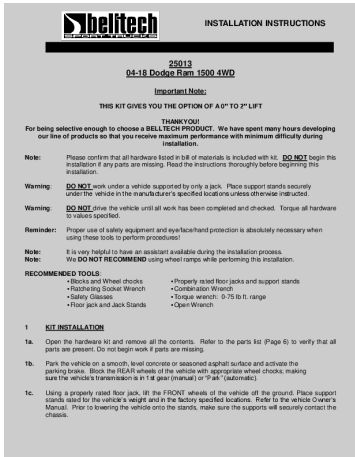 belltech
SPORT TRUCKS
INSTALLATION INSTRUCTIONS
25013
04-18 Dodge Ram 1500 4WD
Important Note:
THIS KIT GIVES YOU THE OPTION OF A 0" TO 2" LIFT
THANKYOU!
For being selective enough to choose a BELLTECH PRODUCT. We have spent many hours developing
our line of products so that you receive maximum performance with minimum difficulty during
installation.
Note: Please confirm that all hardware listed in bill of materials is included with kit. DO NOT begin this
installation if any parts are missing. Read the instructions thoroughly before beginning this
installation.
Warning: DO NOT work under a vehicle supported by only a jack. Place support stands securely
under the vehicle in the manufacturer's specified locations unless otherwise instructed.
Warning: DO NOT drive the vehicle until all work has been completed and checked. Torque all hardware
to values specified.
Reminder: Proper use of safety equipment and eye/face/hand protection is absolutely necessary when
using these tools to perform procedures!
Note: It is very helpful to have an assistant available during the installation process.
Note: We DO NOT RECOMMEND using wheel ramps while performing this installation.
RECOMMENDED TOOLS:
• Blocks and Wheel chocks • Properly rated floor jacks and support stands
• Ratcheting Socket Wrench • Combination Wrench
• Safety Glasses • Torque wrench: 0-75 lb ft. range
• Floor jack and Jack Stands • Open Wrench
1 KIT INSTALLATION
1a. Open the hardware kit and remove all the contents. Refer to the parts list (Page 6) to verify that all
parts are present. Do not begin work if parts are missing.
1b. Park the vehicle on a smooth, level concrete or seasoned asphalt surface and activate the
parking brake. Block the REAR wheels of the vehicle with appropriate wheel chocks; making
sure the vehicle's transmission is in 1st gear (manual) or "Park" (automatic).
1c. Using a properly rated floor jack, lift the FRONT wheels of the vehicle off the ground. Place support
stands rated for the vehicle's weight and in the factory specified locations. Refer to the vehicle Owner's
Manual. Prior to lowering the vehicle onto the stands, make sure the supports will securely contact the
chassis.